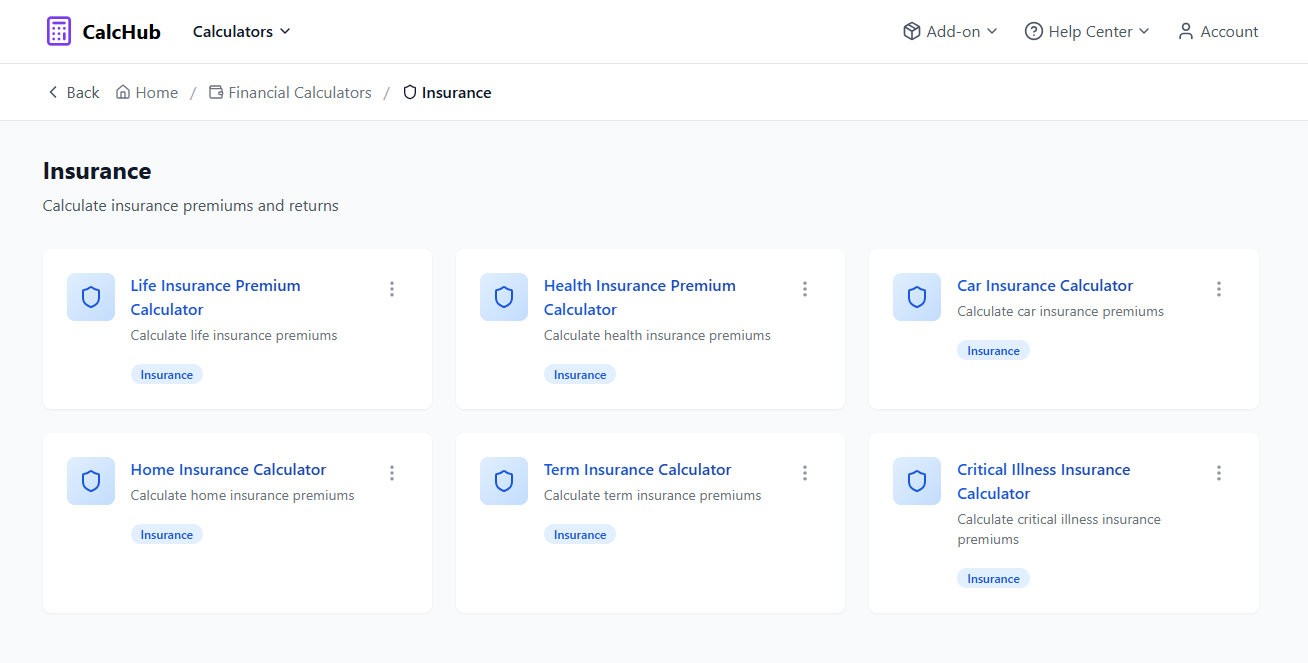 CalcHub Calculators Add-on Help Center Account
Back Home / Financial Calculators / Insurance
Insurance
Calculate insurance premiums and returns
Life Insurance Premium
Calculator
Calculate life insurance premiums
Insurance
Health Insurance Premium
Calculator
Calculate health insurance premiums
Insurance
Car Insurance Calculator
Calculate car insurance premiums
Insurance
Home Insurance Calculator
Calculate home insurance premiums
Insurance
Term Insurance Calculator
Calculate term insurance premiums
Insurance
Critical Illness Insurance
Calculator
Calculate critical illness insurance
premiums
Insurance